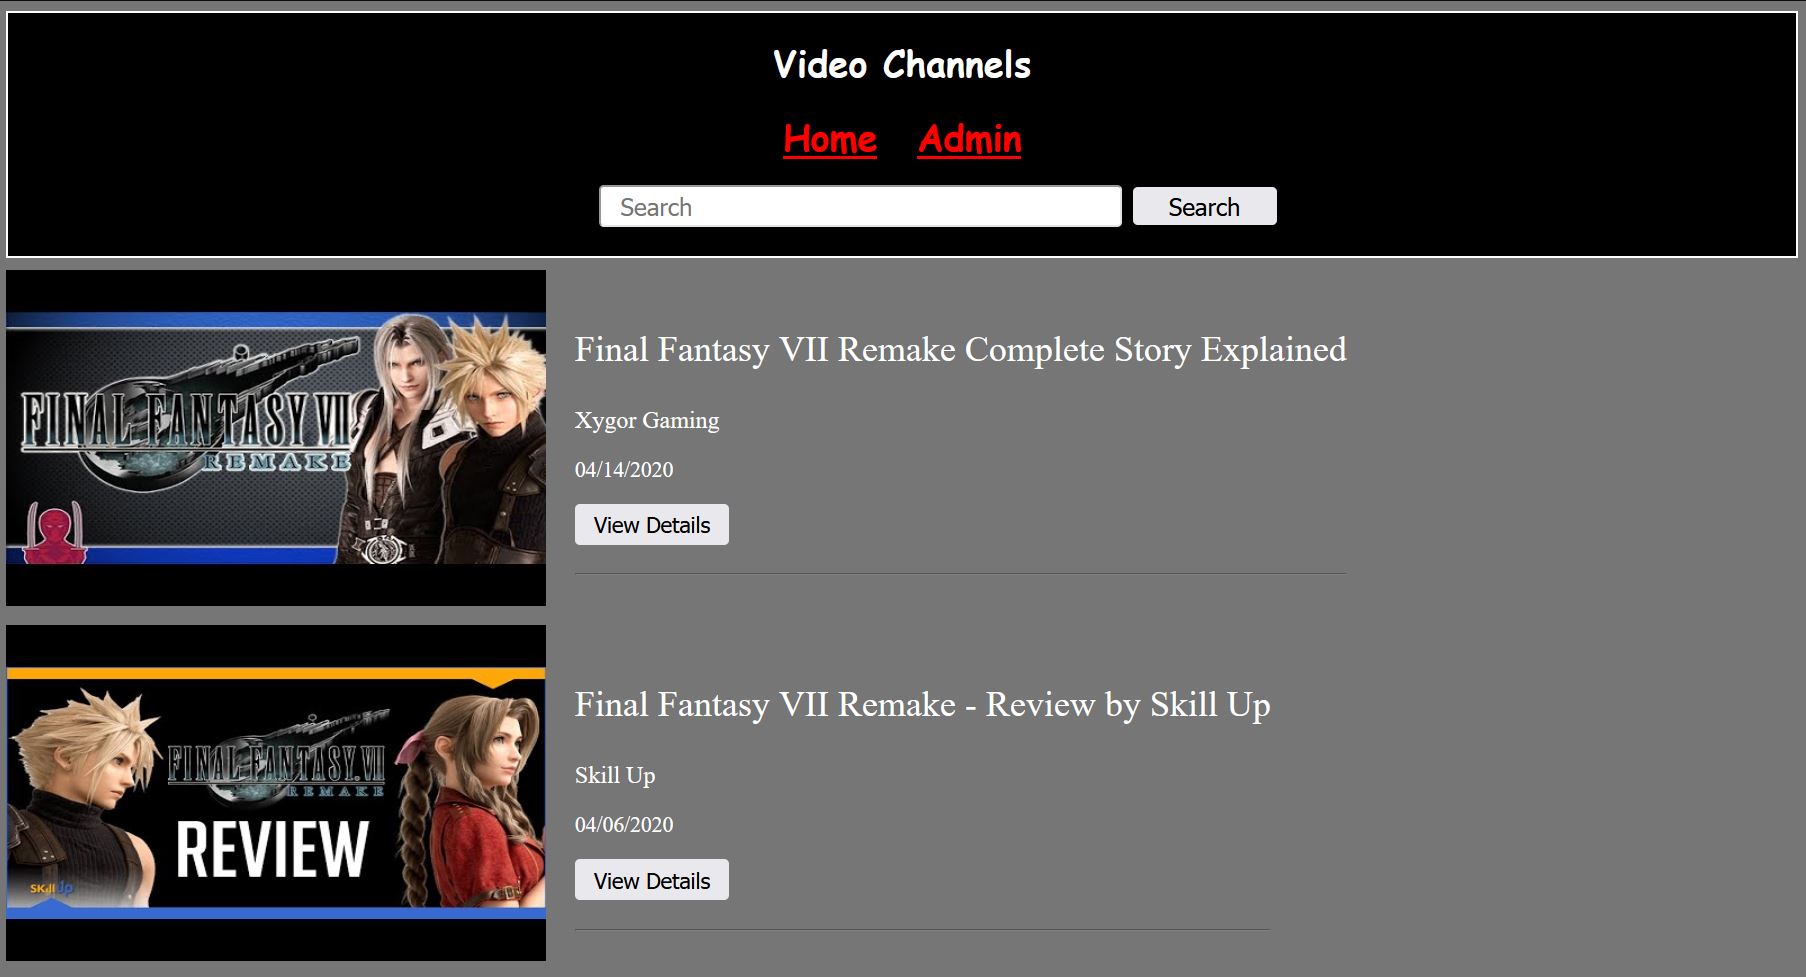 Video Channels
Home Admin
Search Search
FINAL FANTASY VII
REMAKE
Final Fantasy VII Remake Complete Story Explained
Xygor Gaming
04/14/2020
View Details
FINAL FANTASY VII
REMAKE
REVIEW
Skill Up
Final Fantasy VII Remake - Review by Skill Up
Skill Up
04/06/2020
View Details